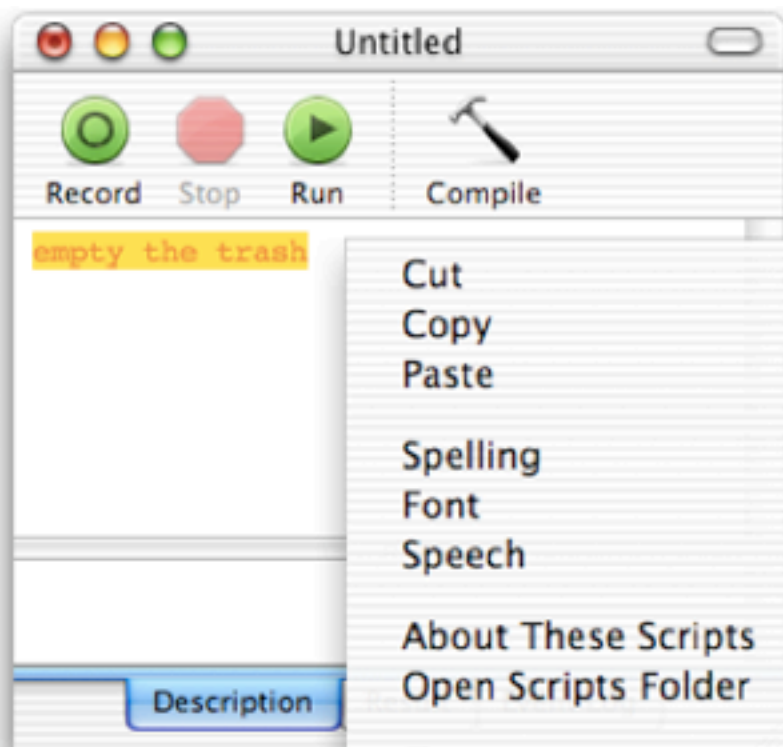 Untitled
Record Stop Run Compile
empty the trash
Cut
Copy
Paste
Spelling
Font
Speech
About These Scripts
Open Scripts Folder
Description